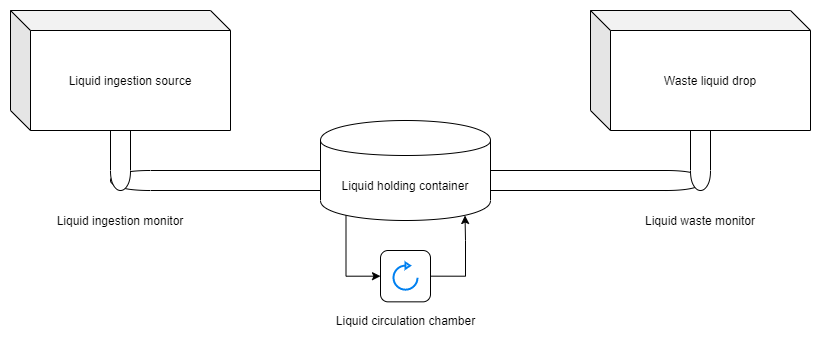 Liquid ingestion source
Waste liquid drop
Liquid holding container
Liquid ingestion monitor
Liquid waste monitor
Liquid circulation chamber